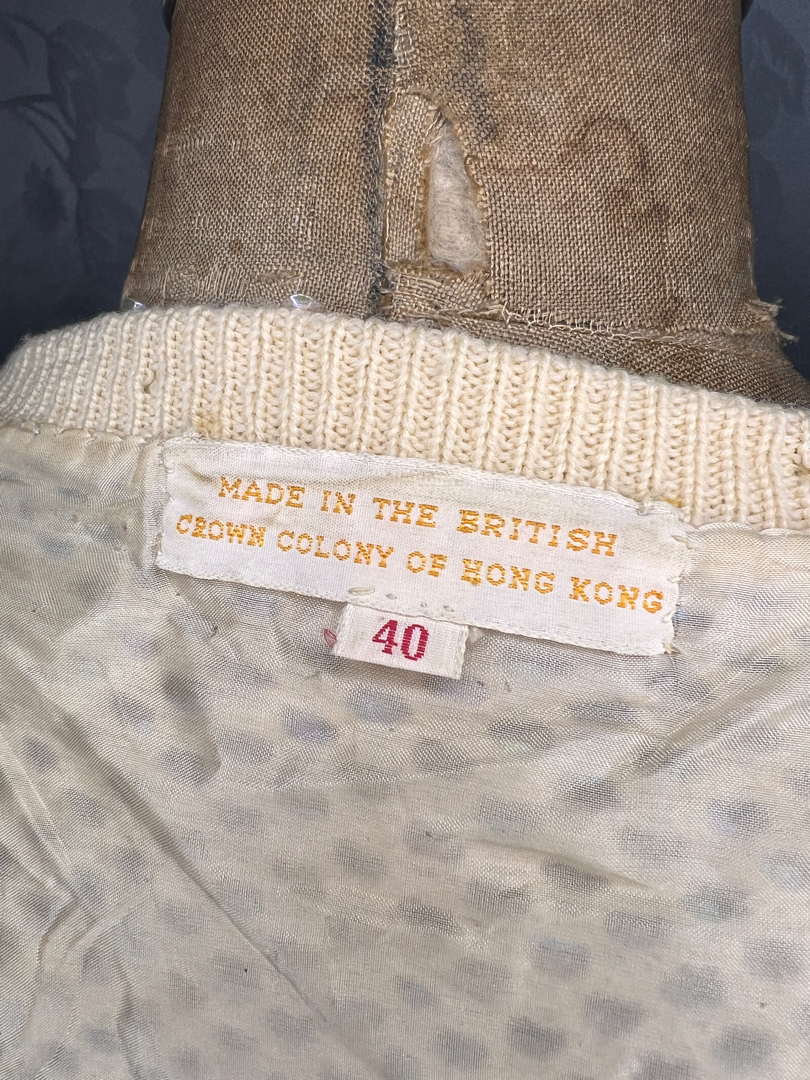 MADE IN THE BRITISH
CROWN COLONY OF HONG KONG
40